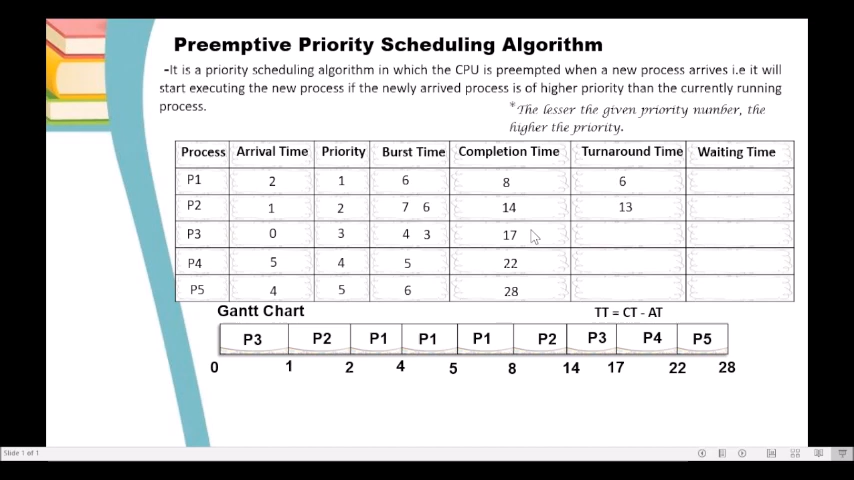 Preemptive Priority Scheduling Algorithm
-It is a priority scheduling algorithm in which the CPU is preempted when a new process arrives i.e it will
start executing the new process if the newly arrived process is of higher priority than the currently running
process.
*The lesser the given priority number, the
higher the priority.
Process Arrival Time Priority Burst Time Completion Time Turnaround Time Waiting Time
P1 2 1 6 8 6
P2 1 2 7 6 14 13
P3 0 3 4 3 17
P4 5 4 5 22
P5 4 5 6 28
Gantt Chart TT = CT - AT
P3 P2 P1 P1 P1 P2 P3 P4 P5
0 1 2 4 5 8 14 17 22 28
Slide 1 of 1